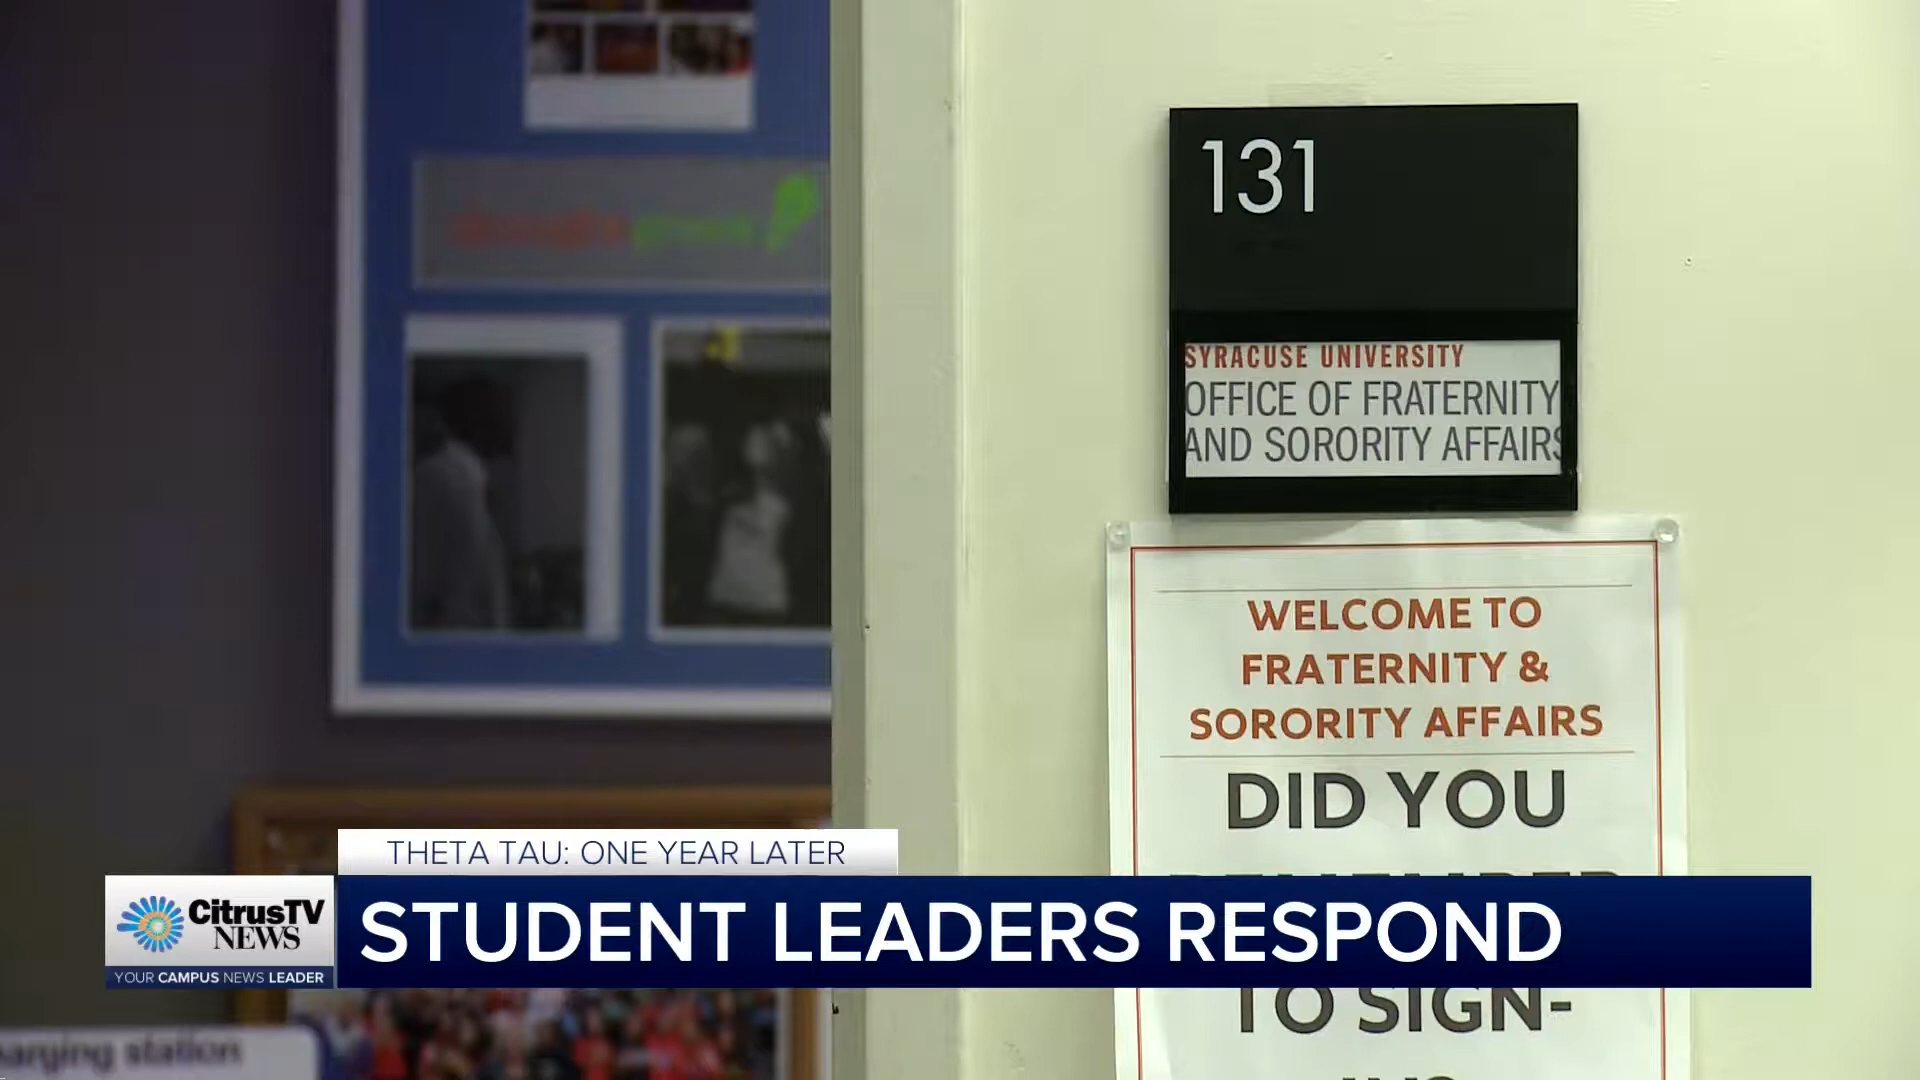 131
SYRACUSE UNIVERSITY
OFFICE OF FRATERNITY
AND SORORITY AFFAIRS
WELCOME TO
FRATERNITY &
SORORITY AFFAIRS
DID YOU
TO SIGN-
THETA TAU: ONE YEAR LATER
STUDENT LEADERS RESPOND
CitrusTV
NEWS
YOUR CAMPUS NEWS LEADER
station